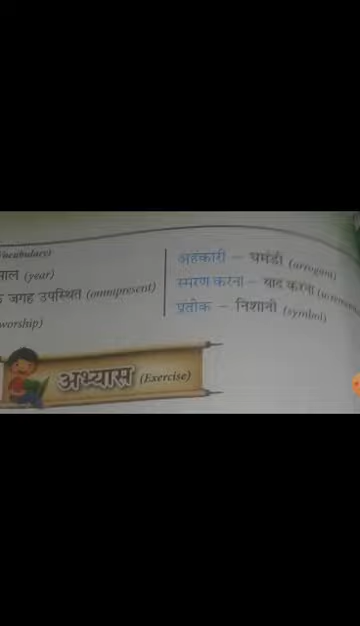 Vocabulary)
साल (year)
जगह उपस्थित (omnipresent)
worship)
अहंकारी – घमंडी (arrogant)
स्मरण करना – याद करना
प्रतीक – निशानी (symbol)
अभ्यास (Exercise)